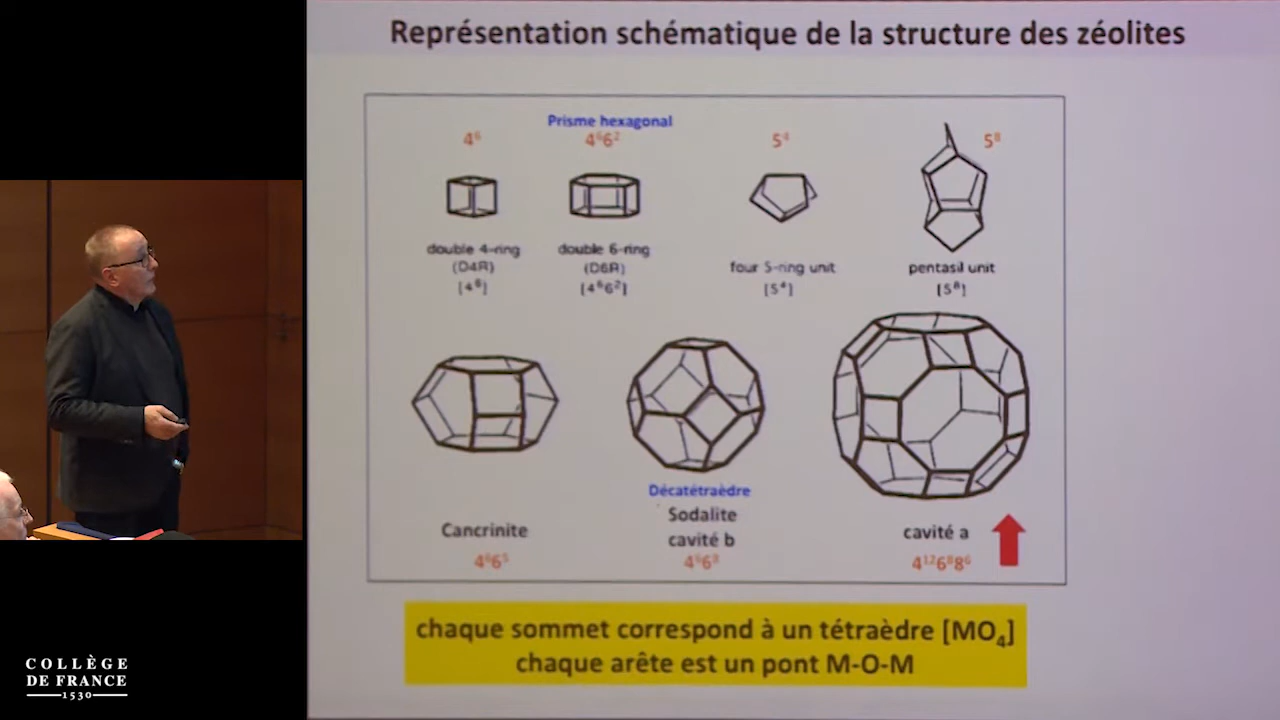 Représentation schématique de la structure des zéolites
Prisme hexagonal
4⁶
4⁶6²
5⁴
5⁸
double 4-ring
(D4R)
[4⁶]
double 6-ring
(D6R)
[4⁶6²]
four 5-ring unit
[5⁴]
pentasil unit
[5⁸]
Cancrinite
4⁶6⁵
Décatétraèdre
Sodalite
cavité b
4⁶6⁸
cavité a
4¹²6⁸8⁶
chaque sommet correspond à un tétraèdre [MO₄]
chaque arête est un pont M-O-M
COLLÈGE
DE FRANCE
1530